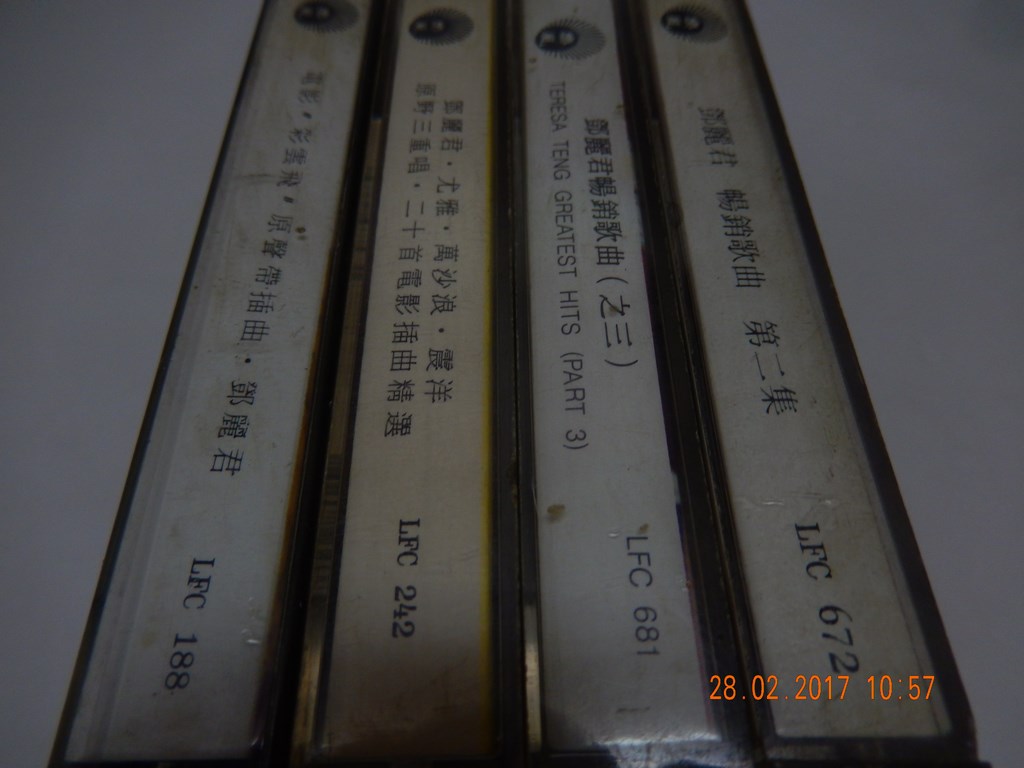 電影，彩雲飛，原聲帶插曲·鄧麗君
LFC 188
鄧麗君·尤雅·萬沙浪·霞洋
原野三重唱·二十首電影插曲精選
LFC 242
鄧麗君暢銷歌曲(之三)
TERESA TENG GREATEST HITS (PART 3)
LFC 681
鄧麗君 暢銷歌曲 第二集
LFC 672
28.02.2017 10:57